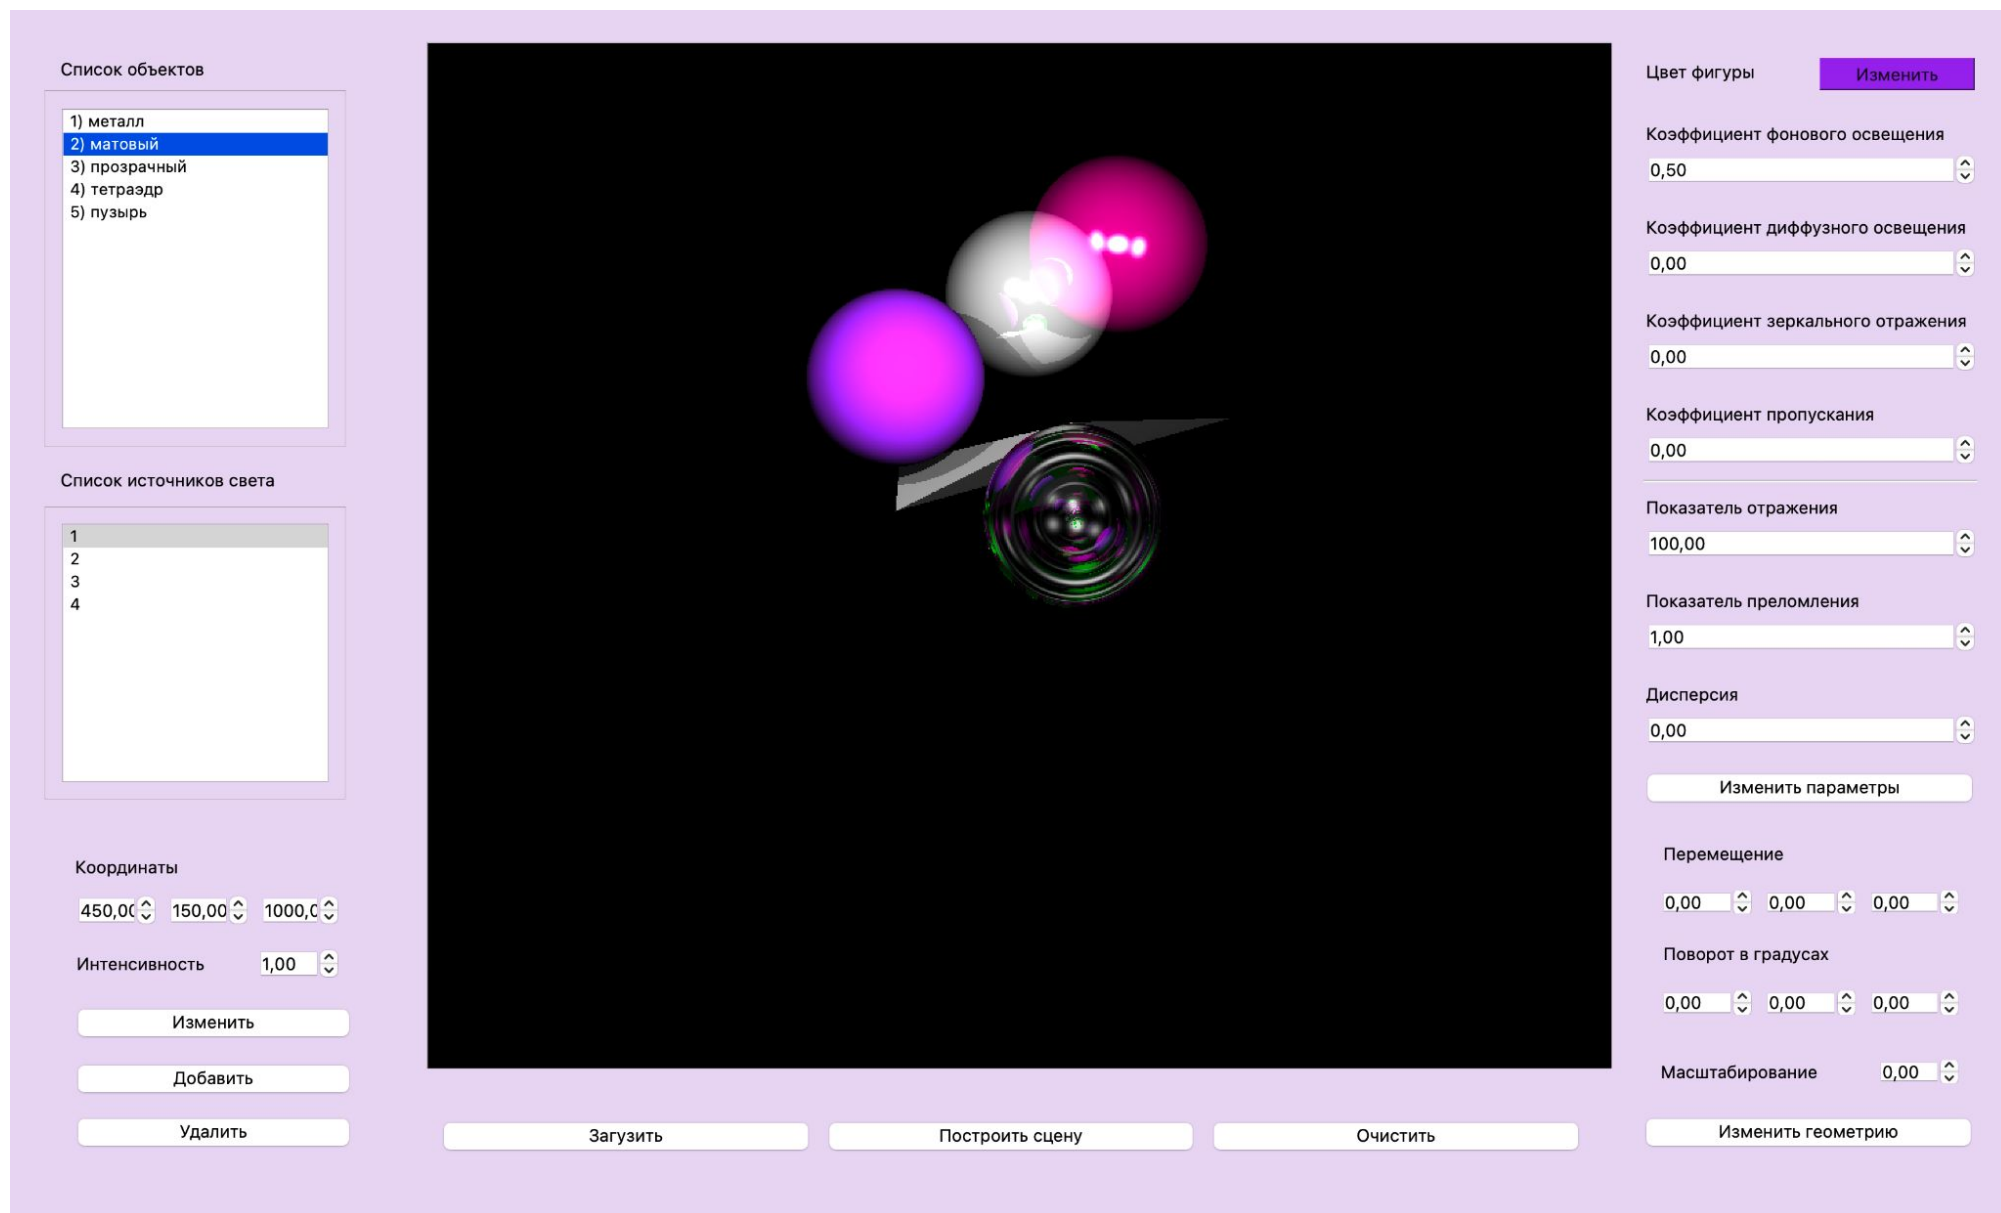 Список объектов
1) металл
2) матовый
3) прозрачный
4) тетраэдр
5) пузырь
Список источников света
1
2
3
4
Координаты
450,00 150,00 1000,0
Интенсивность 1,00
Изменить
Добавить
Удалить
Загузить Построить сцену Очистить
Цвет фигуры Изменить
Коэффициент фонового освещения
0,50
Коэффициент диффузного освещения
0,00
Коэффициент зеркального отражения
0,00
Коэффициент пропускания
0,00
Показатель отражения
100,00
Показатель преломления
1,00
Дисперсия
0,00
Изменить параметры
Перемещение
0,00 0,00 0,00
Поворот в градусах
0,00 0,00 0,00
Масштабирование 0,00
Изменить геометрию